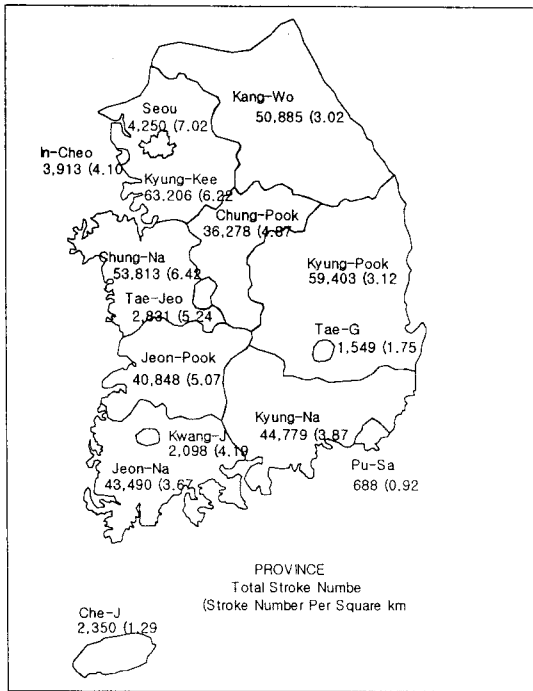 Kang-Wo
50,885 (3.02
Seou
4,250 (7.02
In-Cheo
3,913 (4.10
Kyung-Kee
63.206 (6.22
Chung-Pook
36,278 (4.87
Chung-Na
53,813 (6.42
Kyung-Pook
59,403 (3.12
Tae-Jeo
2,831 (5.24
Tae-G
1,549 (1.75
Jeon-Pook
40,848 (5.07
Kyung-Na
44,779 (3.87
Kwang-J
2,098 (4.19
Pu-Sa
688 (0.92
Jeon-Na
43,490 (3.67
PROVINCE
Total Stroke Numbe
(Stroke Number Per Square km
Che-J
2,350 (1.29